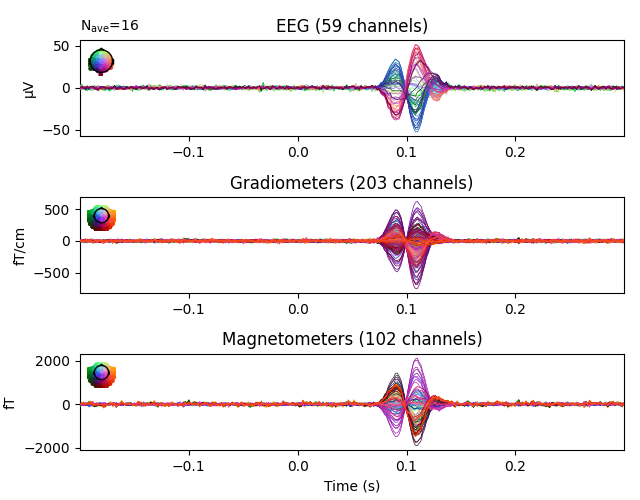 Nave=16
EEG (59 channels)
µV
50
0
−50
−0.1 0.0 0.1 0.2
Gradiometers (203 channels)
fT/cm
500
0
−500
−0.1 0.0 0.1 0.2
Magnetometers (102 channels)
fT
2000
0
−2000
−0.1 0.0 0.1 0.2
Time (s)